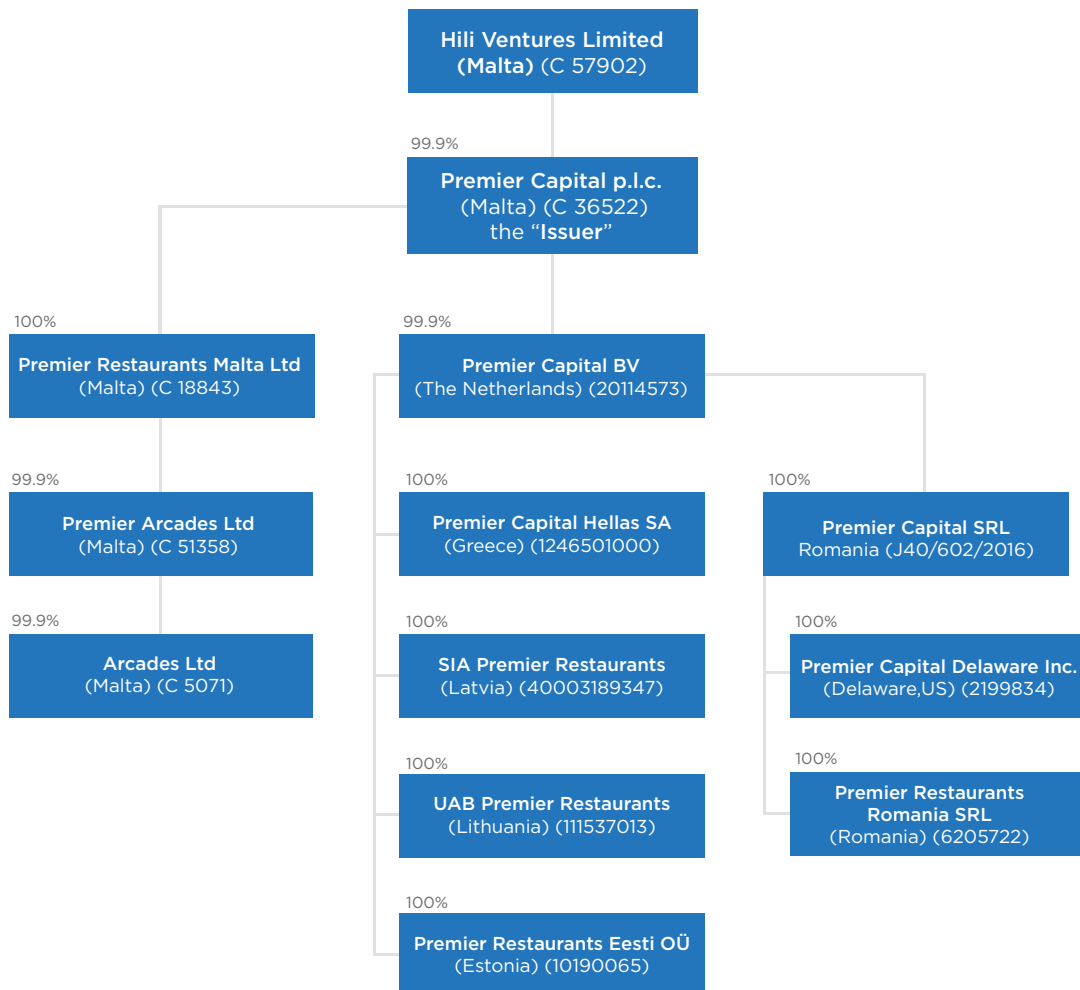 Hili Ventures Limited
(Malta) (C 57902)
99.9%
Premier Capital p.l.c.
(Malta) (C 36522)
the “Issuer”
100%
Premier Restaurants Malta Ltd
(Malta) (C 18843)
99.9%
Premier Capital BV
(The Netherlands) (20114573)
99.9%
Premier Arcades Ltd
(Malta) (C 51358)
100%
Premier Capital Hellas SA
(Greece) (1246501000)
100%
Premier Capital SRL
Romania (J40/602/2016)
99.9%
Arcades Ltd
(Malta) (C 5071)
100%
SIA Premier Restaurants
(Latvia) (40003189347)
100%
Premier Capital Delaware Inc.
(Delaware,US) (2199834)
100%
UAB Premier Restaurants
(Lithuania) (111537013)
100%
Premier Restaurants
Romania SRL
(Romania) (6205722)
100%
Premier Restaurants Eesti OÜ
(Estonia) (10190065)